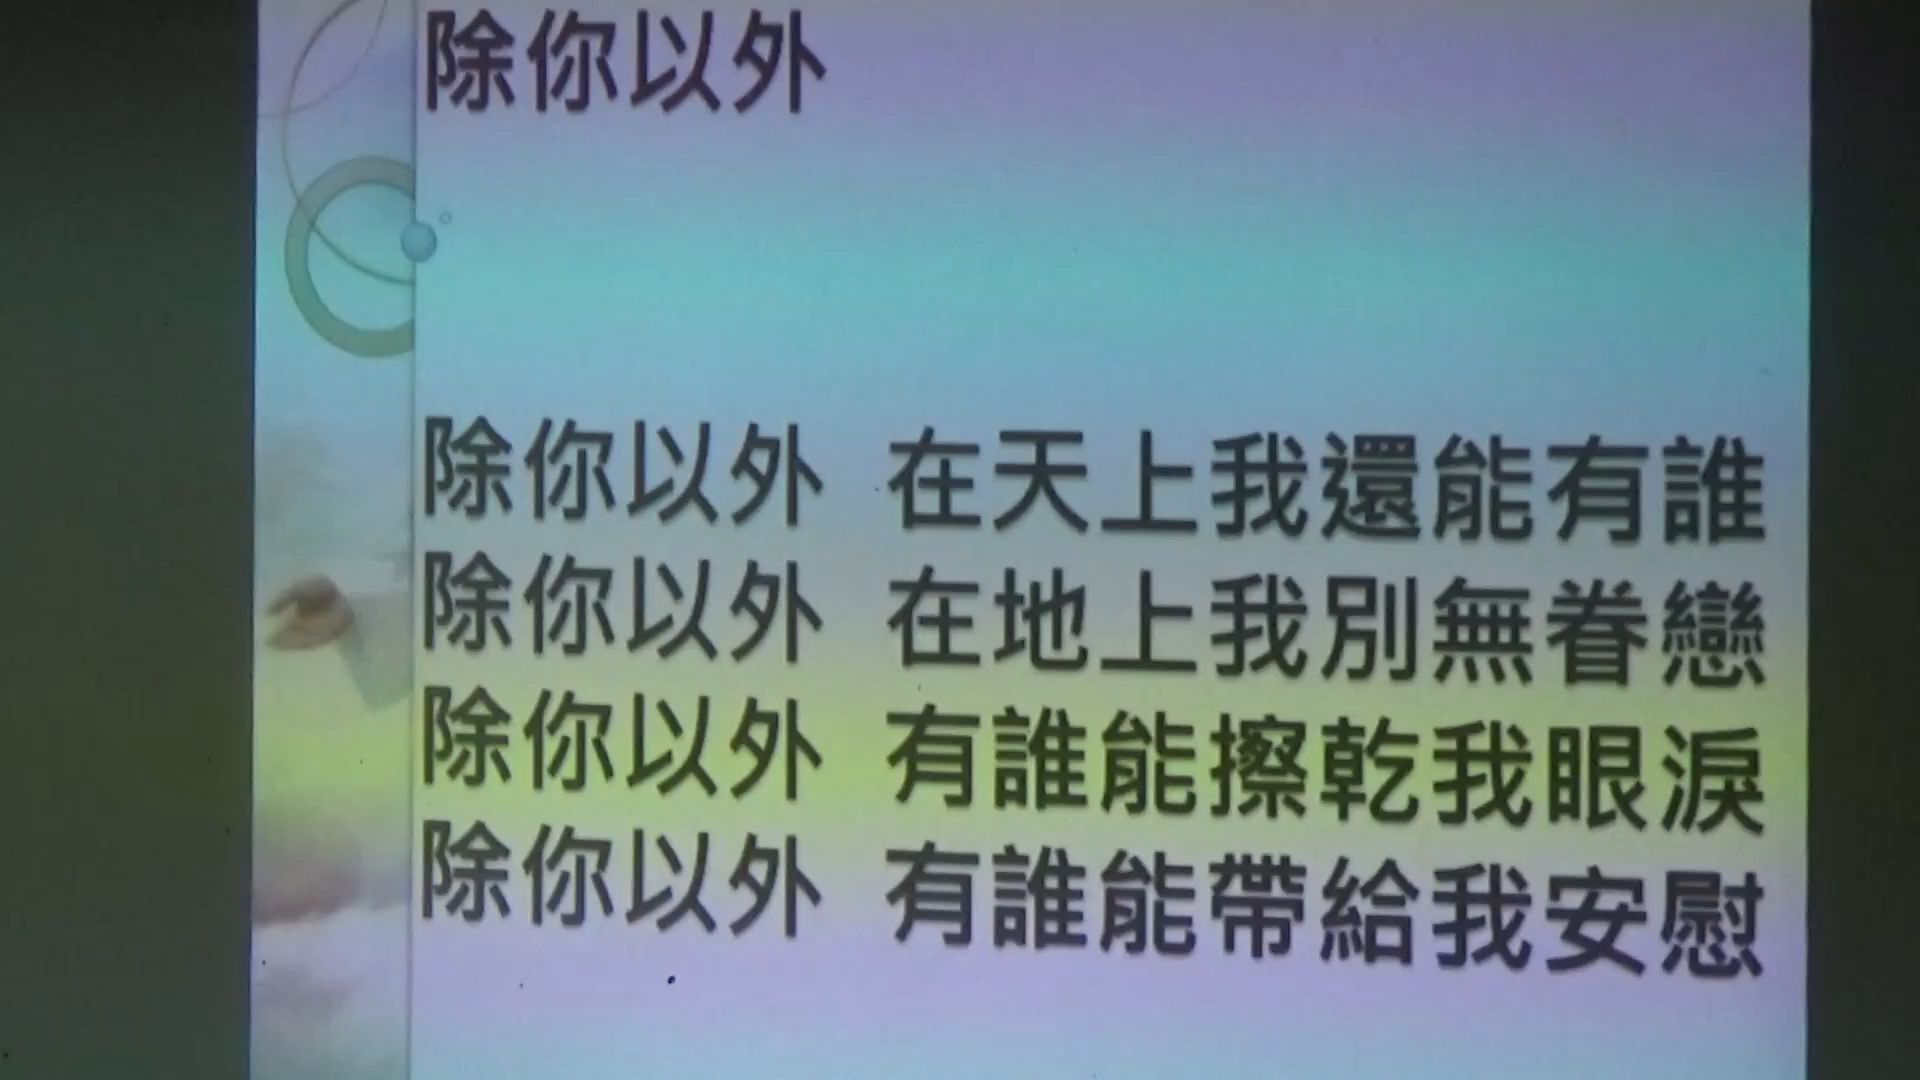 除你以外
除你以外 在天上我還能有誰
除你以外 在地上我別無眷戀
除你以外 有誰能擦乾我眼淚
除你以外 有誰能帶給我安慰